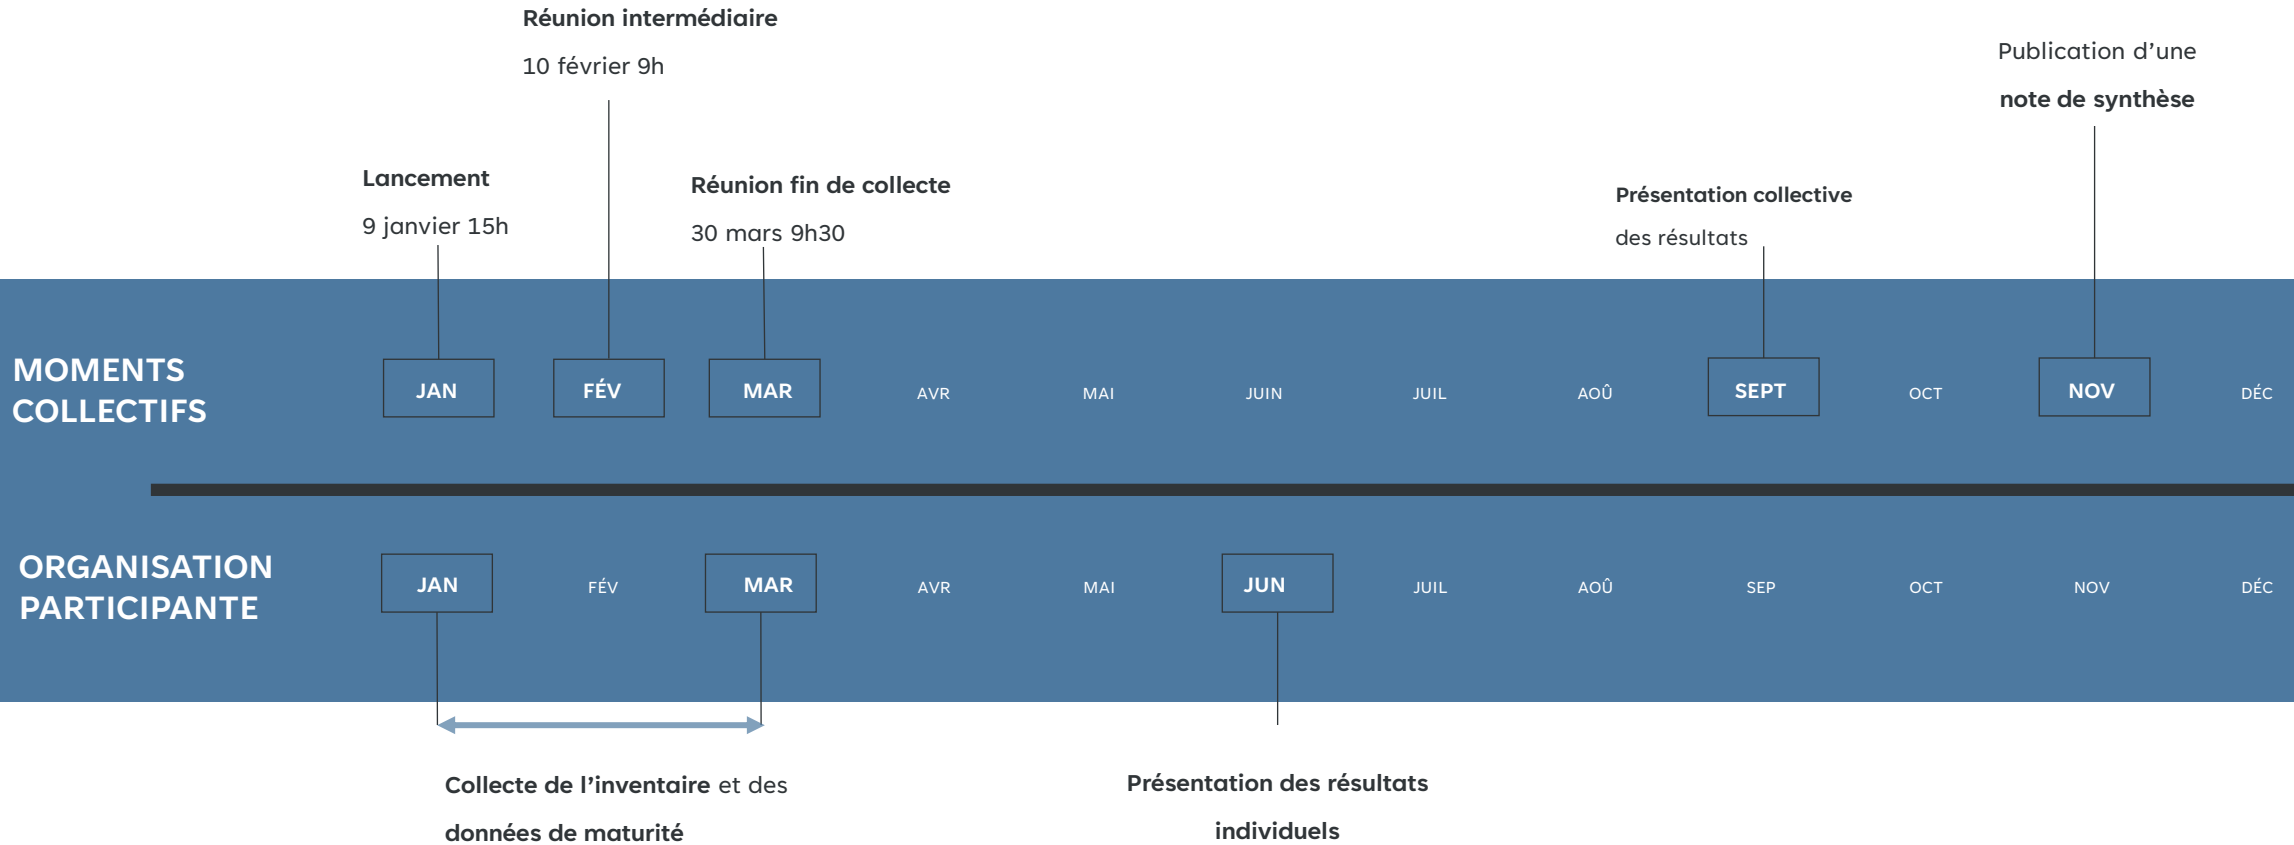 Réunion intermédiaire
10 février 9h
Publication d’une
note de synthèse
Lancement
9 janvier 15h
Réunion fin de collecte
30 mars 9h30
Présentation collective
des résultats
MOMENTS
COLLECTIFS
JAN FÉV MAR AVR MAI JUIN JUIL AOÛ SEPT OCT NOV DÉC
ORGANISATION
PARTICIPANTE
JAN FÉV MAR AVR MAI JUN JUIL AOÛ SEP OCT NOV DÉC
Collecte de l’inventaire et des
données de maturité
Présentation des résultats
individuels